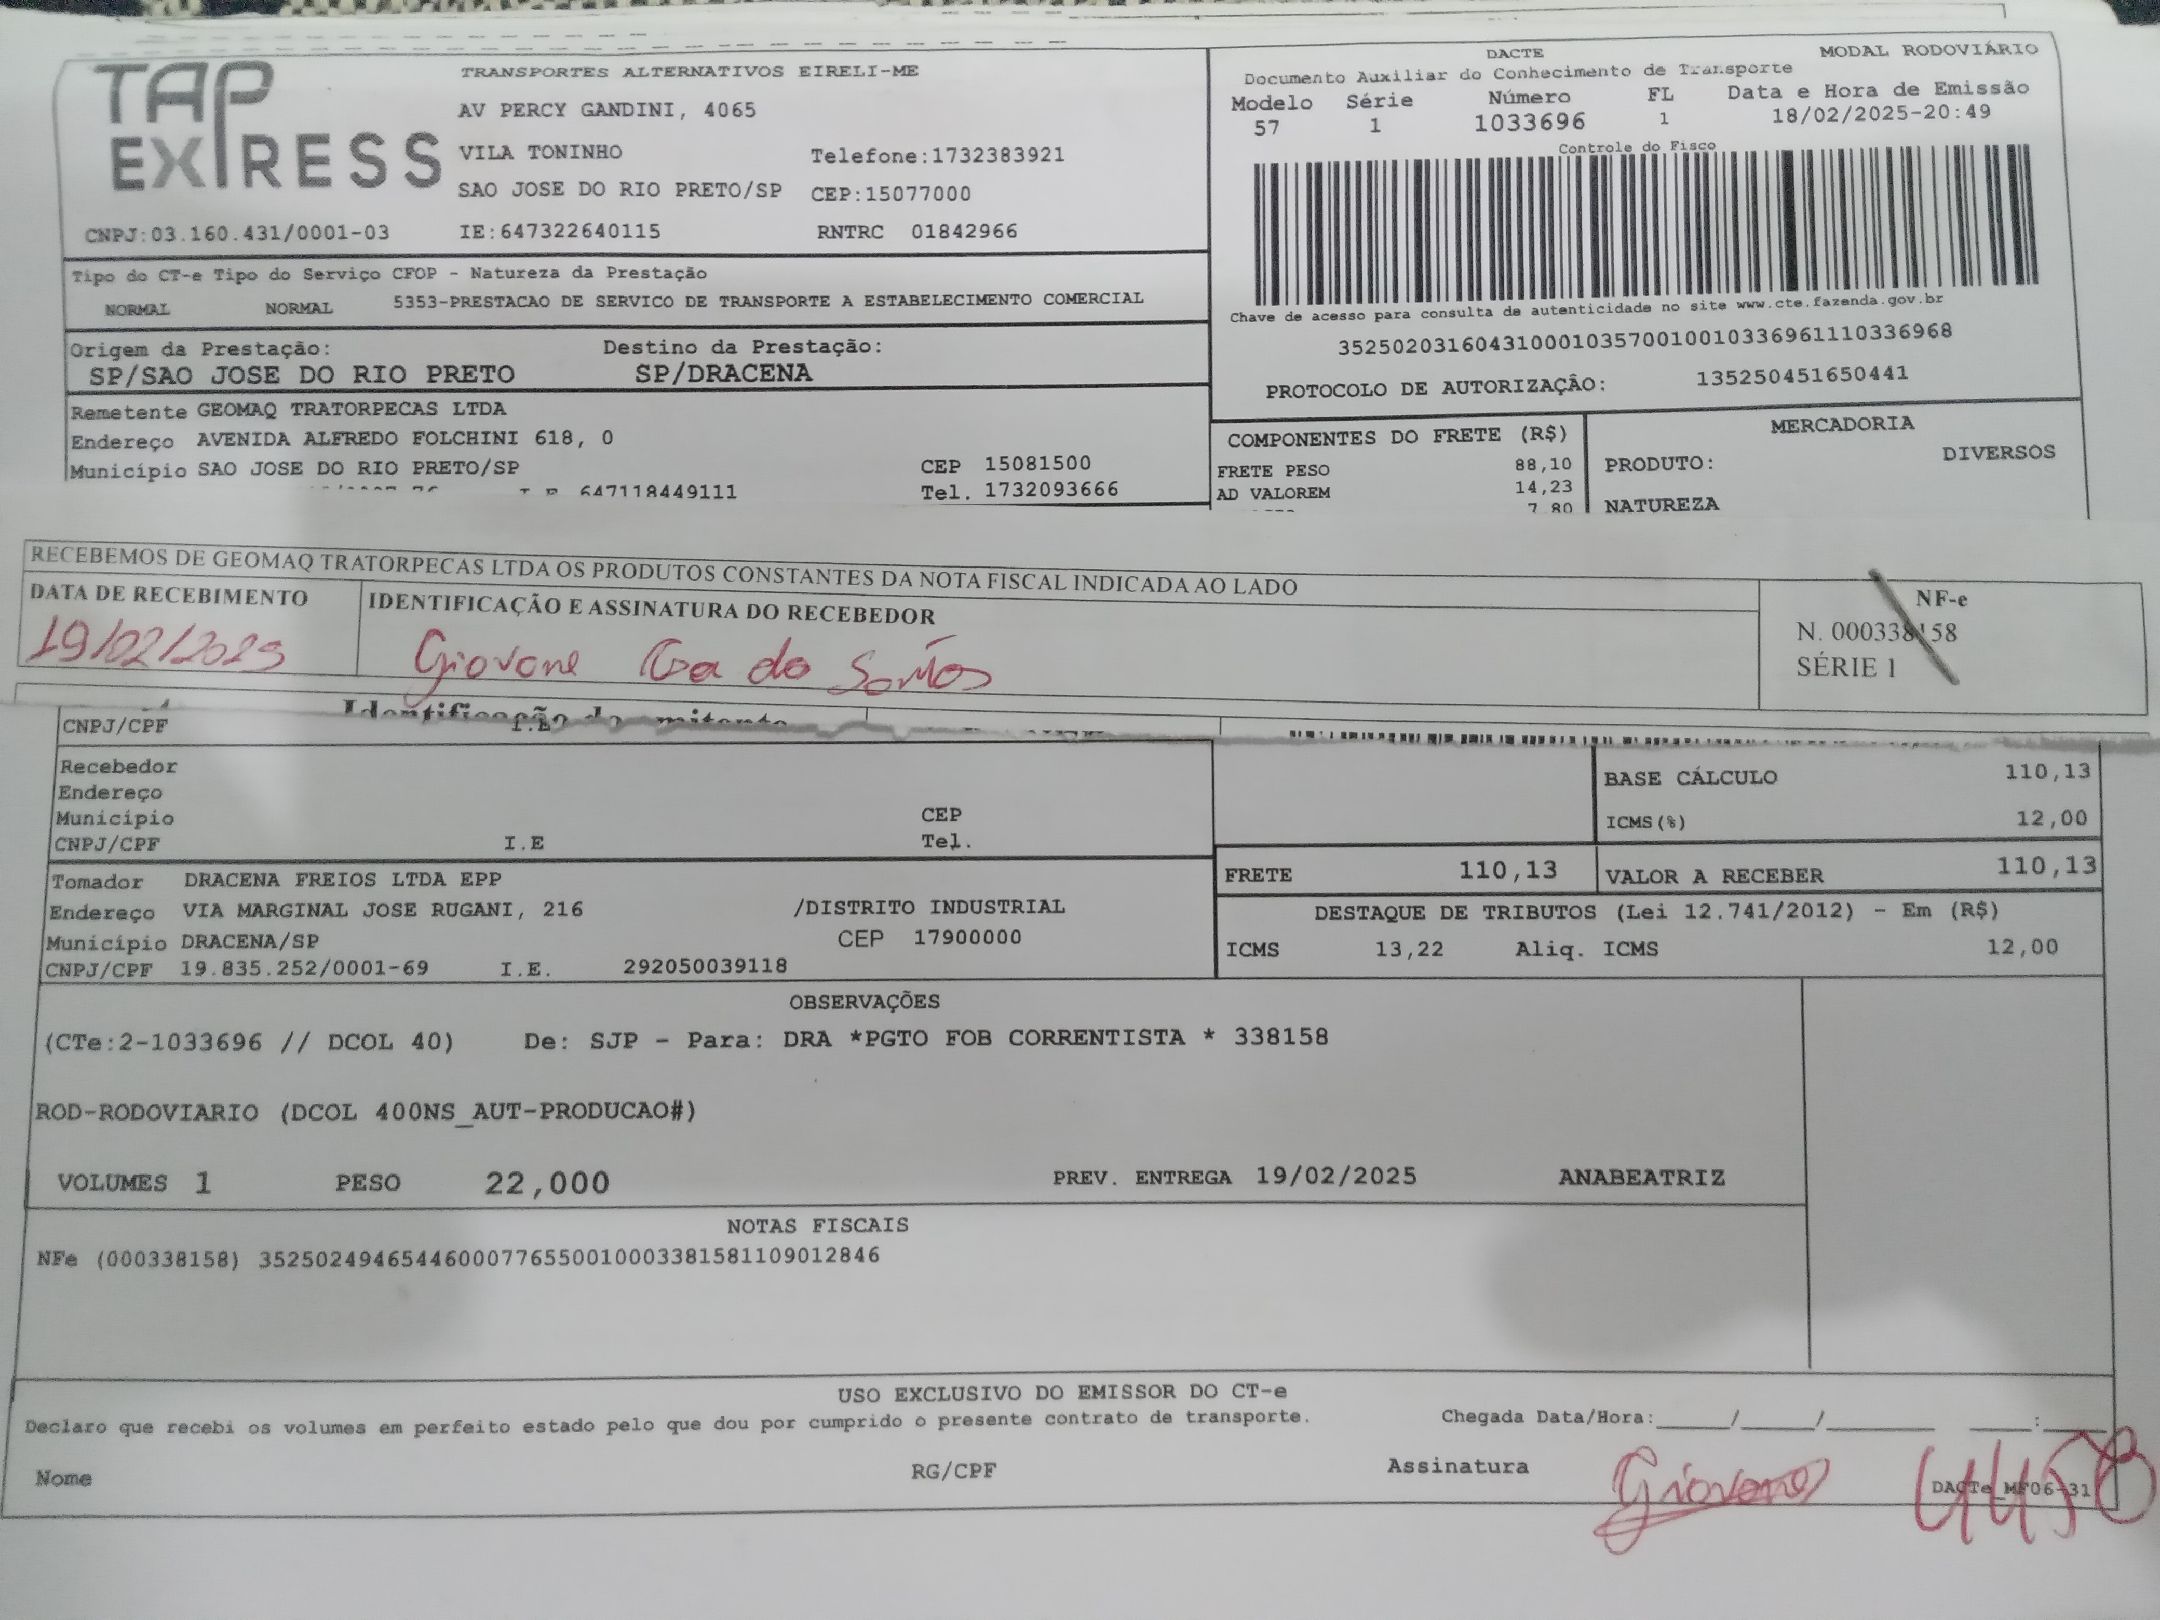 TAP EXPRESS
TRANSPORTES ALTERNATIVOS EIRELI-ME
AV PERCY GANDINI, 4065
VILA TONINHO Telefone:1732383921
SAO JOSE DO RIO PRETO/SP CEP:15077000
CNPJ:03.160.431/0001-03 IE:647322640115 RNTRC 01842966
DACTE MODAL RODOVIÁRIO
Documento Auxiliar do Conhecimento de Transporte
Modelo Série Número FL Data e Hora de Emissão
57 1 1033696 1 18/02/2025-20:49
Controle do Fisco
Chave de acesso para consulta de autenticidade no site www.cte.fazenda.gov.br
35250203160431000103570010010336961110336968
PROTOCOLO DE AUTORIZAÇÃO: 135250451650441
Tipo do CT-e Tipo do Serviço CFOP - Natureza da Prestação
NORMAL NORMAL 5353-PRESTACAO DE SERVICO DE TRANSPORTE A ESTABELECIMENTO COMERCIAL
Origem da Prestação: Destino da Prestação:
SP/SAO JOSE DO RIO PRETO SP/DRACENA
Remetente GEOMAQ TRATORPECAS LTDA
Endereço AVENIDA ALFREDO FOLCHINI 618, 0
Município SAO JOSE DO RIO PRETO/SP CEP 15081500
647118449111 Tel. 1732093666
COMPONENTES DO FRETE (R$)
FRETE PESO 88,10
AD VALOREM 14,23
7,80
MERCADORIA
PRODUTO: DIVERSOS
NATUREZA
RECEBEMOS DE GEOMAQ TRATORPECAS LTDA OS PRODUTOS CONSTANTES DA NOTA FISCAL INDICADA AO LADO
DATA DE RECEBIMENTO IDENTIFICAÇÃO E ASSINATURA DO RECEBEDOR
19/02/2025 Giovone do Santos
NF-e
N. 000338158
SÉRIE 1
CNPJ/CPF I.E
Recebedor
Endereço
Município CEP
CNPJ/CPF I.E Tel.
BASE CÁLCULO 110,13
ICMS(%) 12,00
FRETE 110,13 VALOR A RECEBER 110,13
Tomador DRACENA FREIOS LTDA EPP
Endereço VIA MARGINAL JOSE RUGANI, 216 /DISTRITO INDUSTRIAL
Município DRACENA/SP CEP 17900000
CNPJ/CPF 19.835.252/0001-69 I.E. 292050039118
DESTAQUE DE TRIBUTOS (Lei 12.741/2012) - Em (R$)
ICMS 13,22 Aliq. ICMS 12,00
OBSERVAÇÕES
(CTe:2-1033696 // DCOL 40) De: SJP - Para: DRA *PGTO FOB CORRENTISTA * 338158
ROD-RODOVIARIO (DCOL 400NS_AUT-PRODUCAO#)
VOLUMES 1 PESO 22,000 PREV. ENTREGA 19/02/2025 ANABEATRIZ
NOTAS FISCAIS
NFe (000338158) 35250249465446000776550010003381581109012846
USO EXCLUSIVO DO EMISSOR DO CT-e
Declaro que recebi os volumes em perfeito estado pelo que dou por cumprido o presente contrato de transporte. Chegada Data/Hora:_____/_____/_______ ____:____
Nome RG/CPF Assinatura Giovone
DACTe_MF06-31